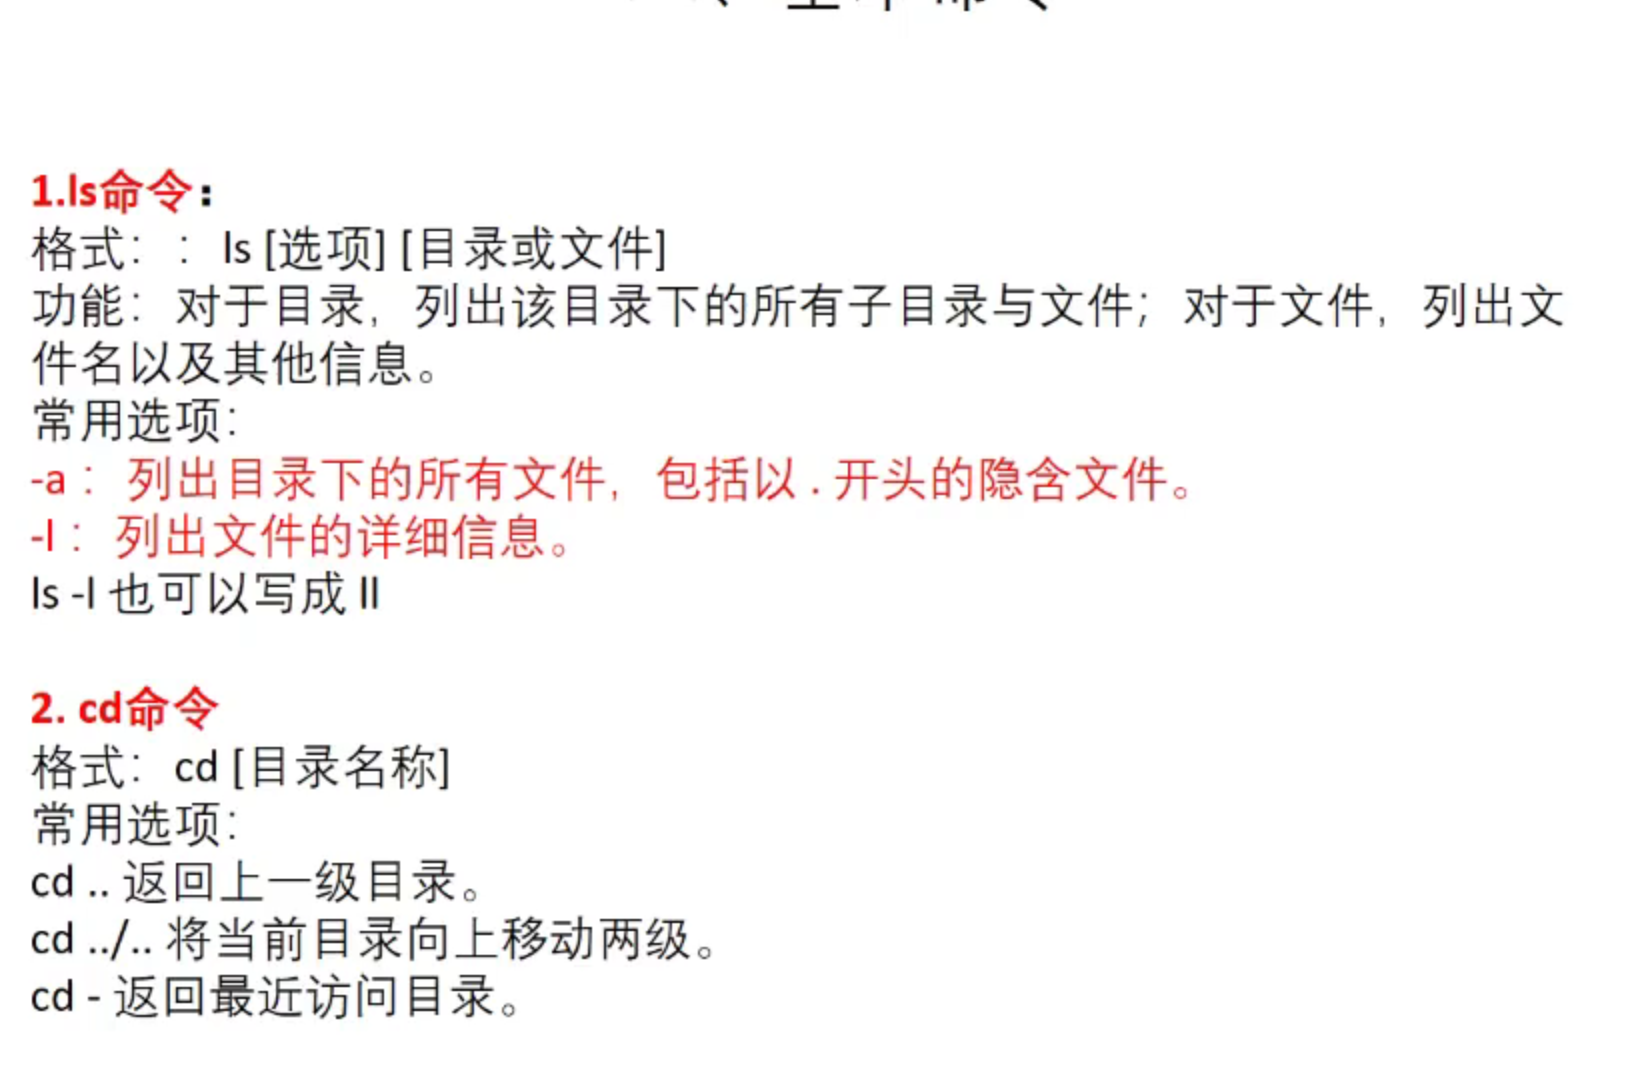 命令
1.ls命令：
格式：：ls [选项] [目录或文件]
功能：对于目录，列出该目录下的所有子目录与文件；对于文件，列出文
件名以及其他信息。
常用选项：
-a：列出目录下的所有文件，包括以 . 开头的隐含文件。
-l：列出文件的详细信息。
ls -l 也可以写成 ll
2. cd命令
格式：cd [目录名称]
常用选项：
cd .. 返回上一级目录。
cd ../.. 将当前目录向上移动两级。
cd - 返回最近访问目录。